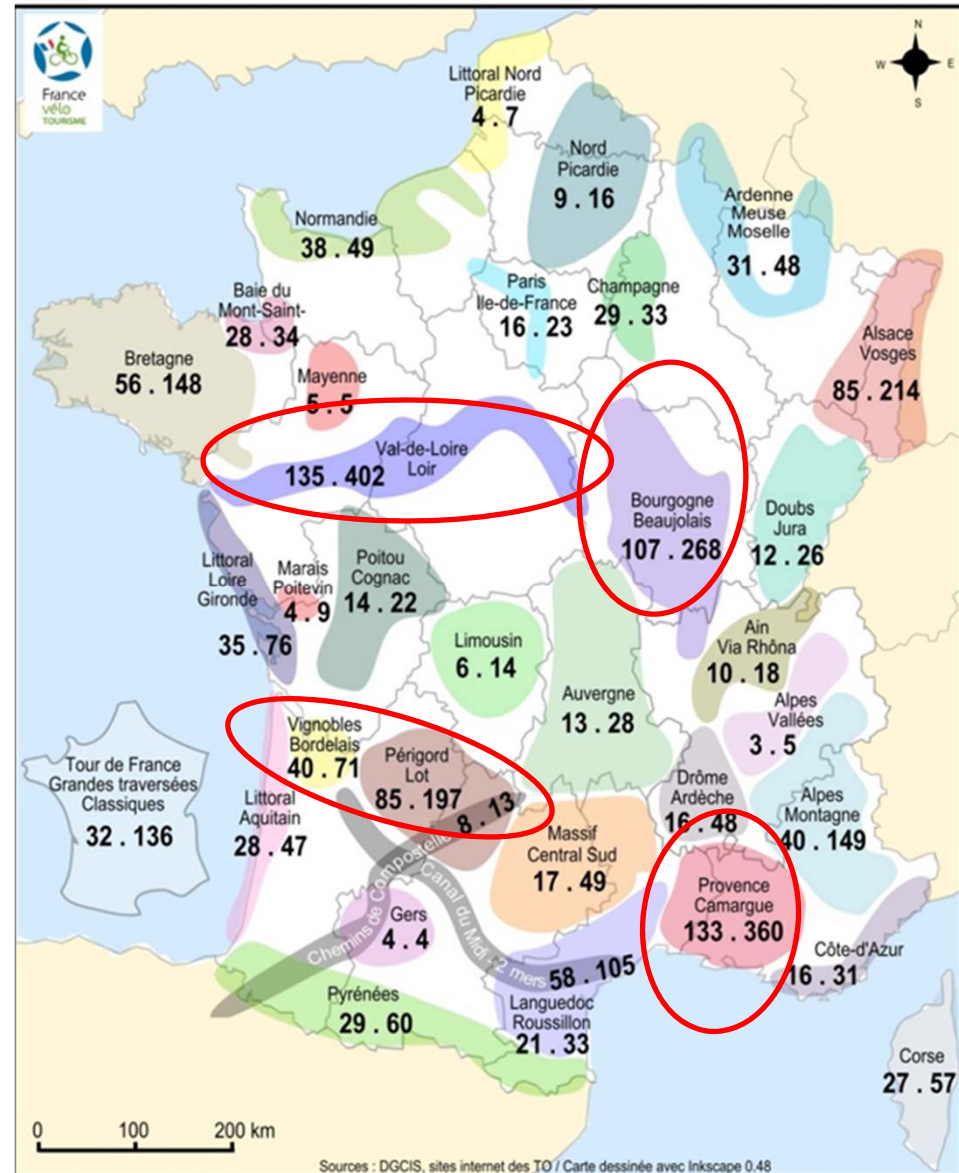 France
vélo
TOURISME
N
W
E
S
Littoral Nord
Picardie
4 . 7
Nord
Picardie
9 . 16
Ardenne
Meuse
Moselle
31 . 48
Normandie
38 . 49
Paris
Ile-de-France
16 . 23
Champagne
29 . 33
Baie du
Mont-Saint-
28 . 34
Alsace
Vosges
85 . 214
Bretagne
56 . 148
Mayenne
5 . 5
Val-de-Loire
Loir
135 . 402
Bourgogne
Beaujolais
107 . 268
Doubs
Jura
12 . 26
Littoral
Loire
Gironde
35 . 76
Marais
Poitevin
4 . 9
Poitou
Cognac
14 . 22
Limousin
6 . 14
Ain
Via Rhôna
10 . 18
Auvergne
13 . 28
Alpes
Vallées
3 . 5
Vignobles
Bordelais
40 . 71
Périgord
Lot
85 . 197
8 . 13
Tour de France
Grandes traversées
Classiques
32 . 136
Littoral
Aquitain
28 . 47
Drôme
Ardèche
16 . 48
Alpes
Montagne
40 . 149
Massif
Central Sud
17 . 49
Chemins de Compostelle
Canal du Midi 2 mers
58 . 105
Gers
4 . 4
Provence
Camargue
133 . 360
Côte-d'Azur
16 . 31
Pyrénées
29 . 60
Languedoc
Roussillon
21 . 33
Corse
27 . 57
0 100 200 km
Sources : DGCIS, sites internet des TO / Carte dessinée avec Inkscape 0.48